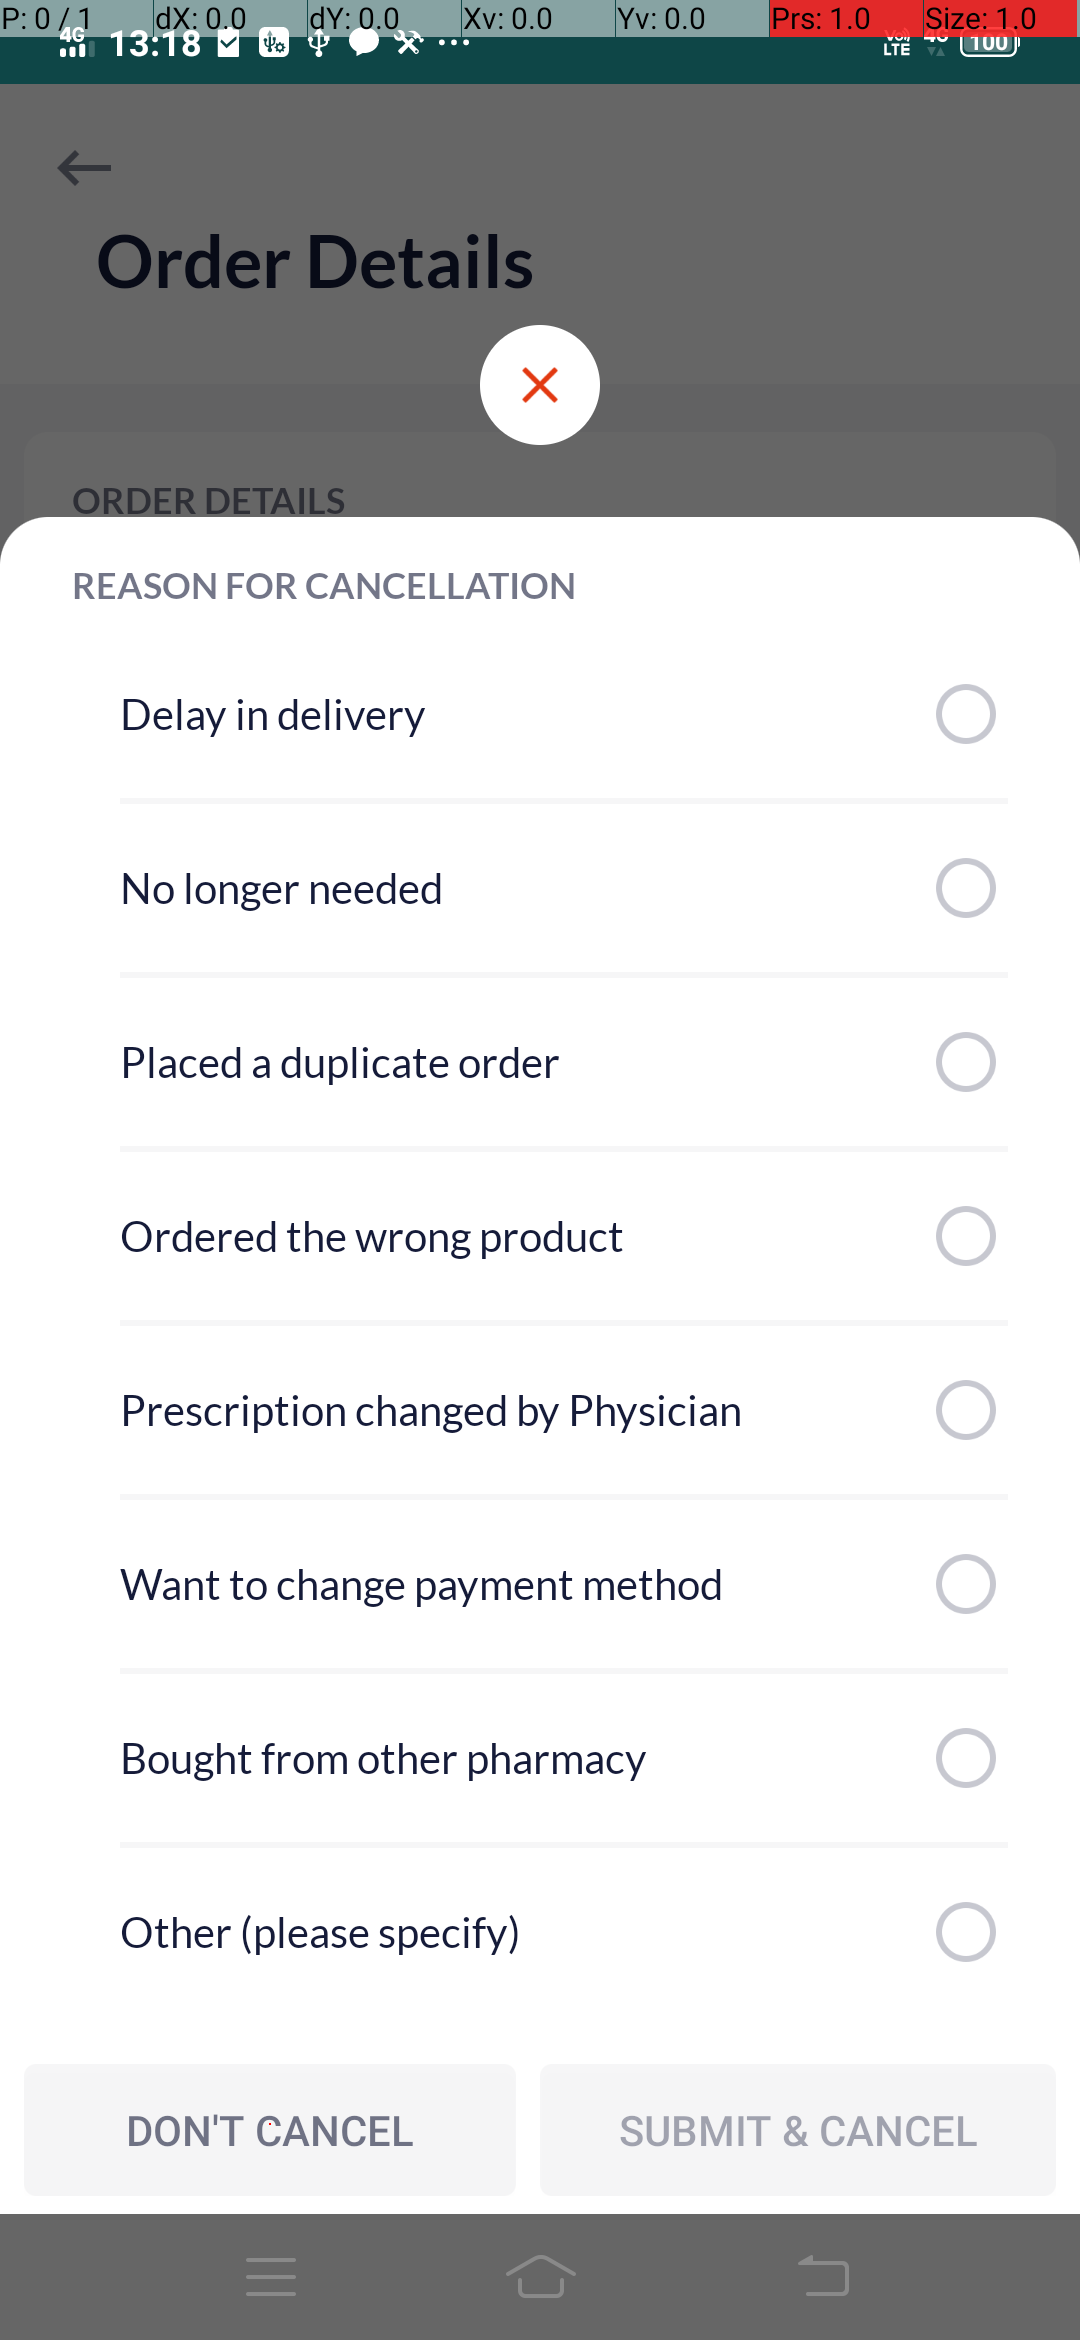 P: 0 / 1 dX: 0.0 dY: 0.0 Xv: 0.0 Yv: 0.0 Prs: 1.0 Size: 1.0
4G 13:18 VoLTE 4G 100
Order Details
ORDER DETAILS
REASON FOR CANCELLATION
Delay in delivery
No longer needed
Placed a duplicate order
Ordered the wrong product
Prescription changed by Physician
Want to change payment method
Bought from other pharmacy
Other (please specify)
DON'T CANCEL SUBMIT & CANCEL